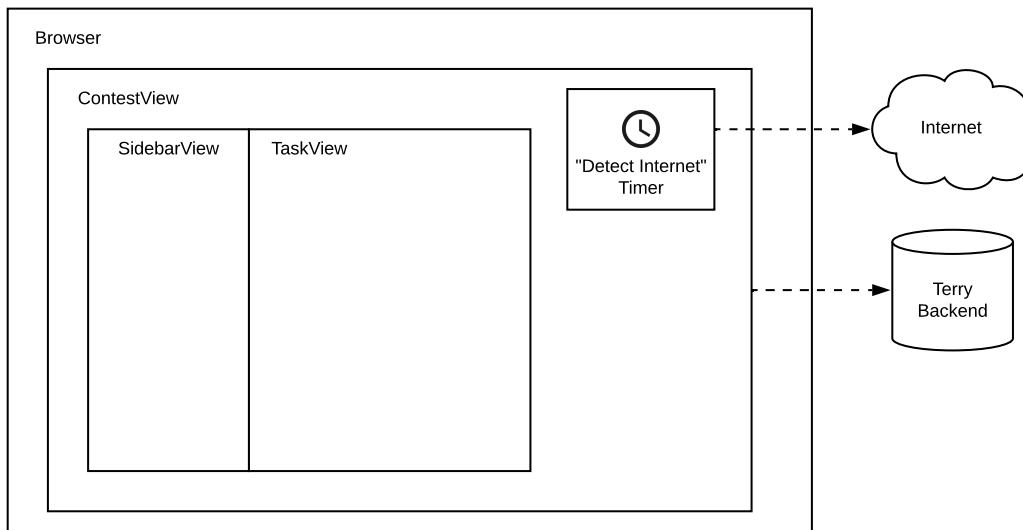 Browser
ContestView
SidebarView
TaskView
"Detect Internet"
Timer
Internet
Terry
Backend